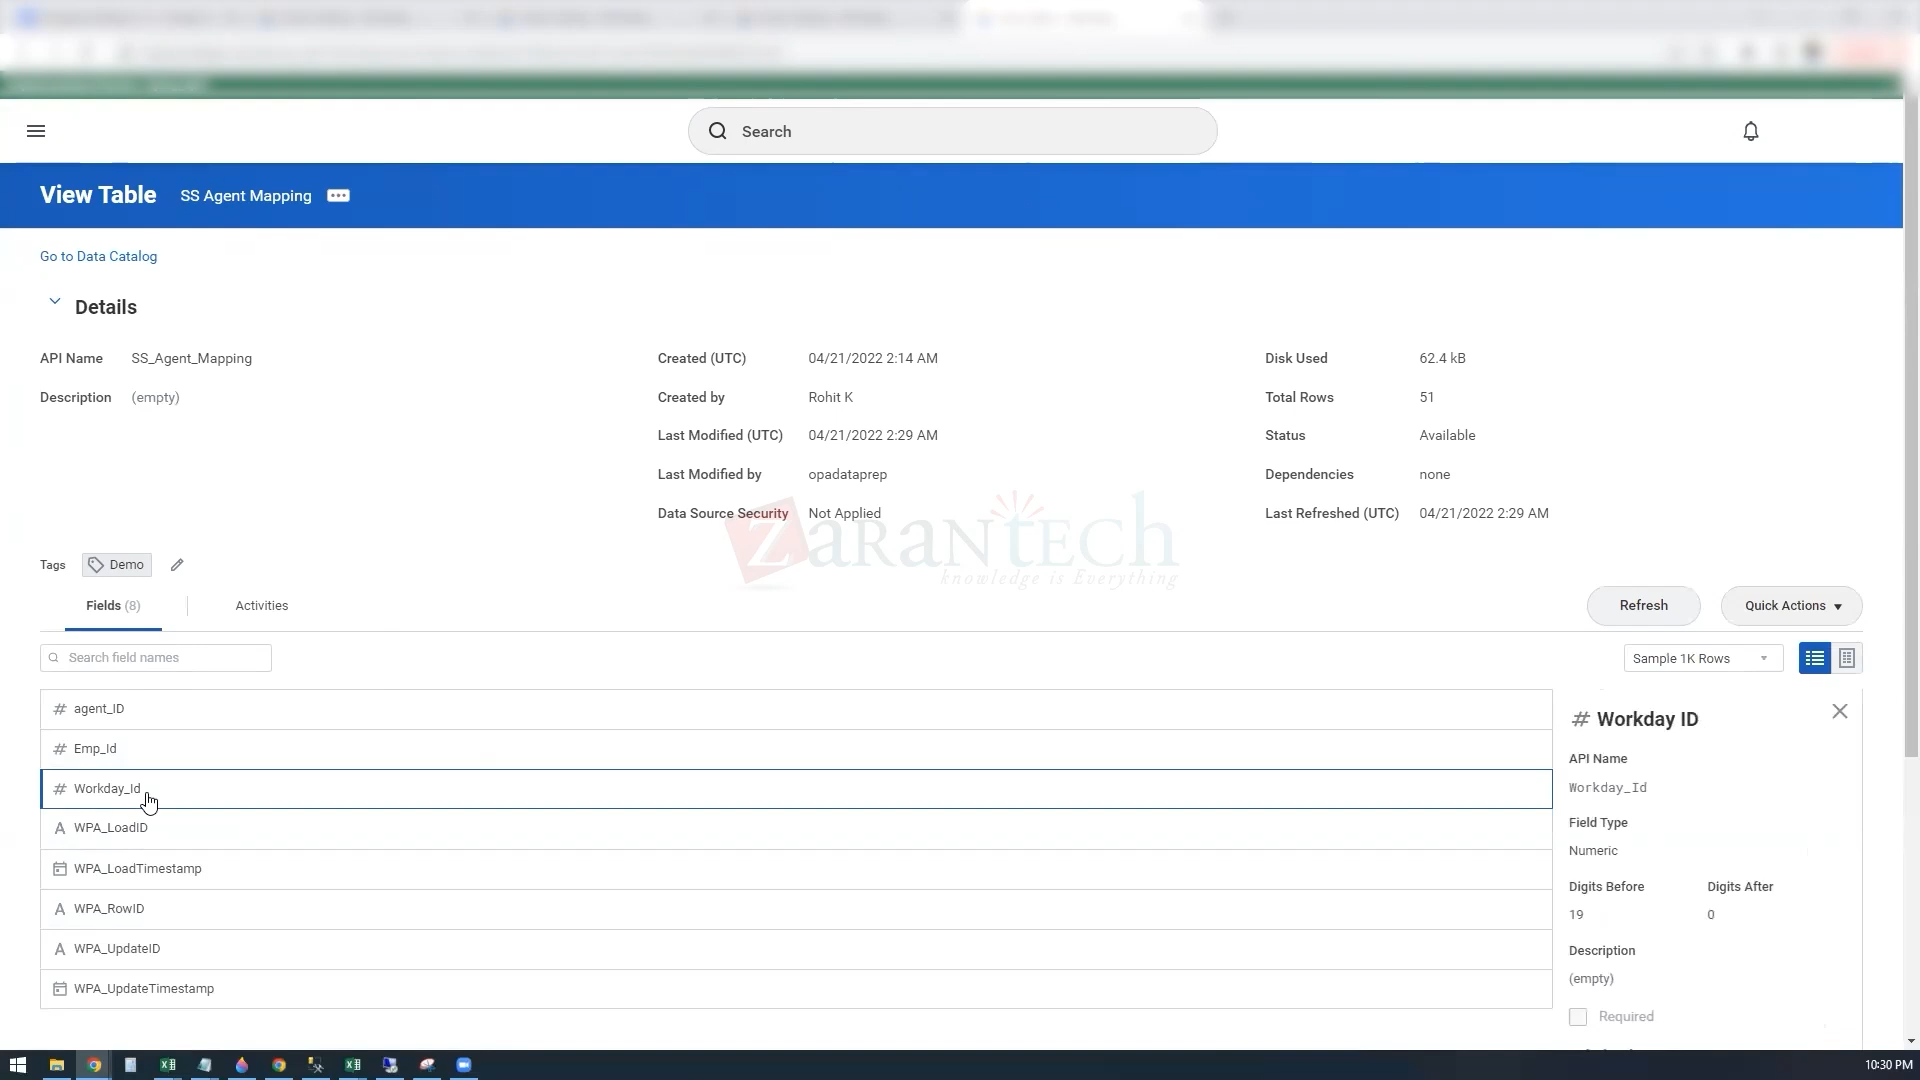 Search
View Table
SS Agent Mapping
Go to Data Catalog
Details
API Name SS_Agent_Mapping
Description (empty)
Created (UTC) 04/21/2022 2:14 AM
Created by Rohit K
Last Modified (UTC) 04/21/2022 2:29 AM
Last Modified by opadataprep
Data Source Security Not Applied
Disk Used 62.4 kB
Total Rows 51
Status Available
Dependencies none
Last Refreshed (UTC) 04/21/2022 2:29 AM
ZaranTech
knowledge is Everything
Tags Demo
Fields (8)
Activities
Refresh
Quick Actions
Search field names
Sample 1K Rows
# agent_ID
# Emp_Id
# Workday_Id
A WPA_LoadID
WPA_LoadTimestamp
A WPA_RowID
A WPA_UpdateID
WPA_UpdateTimestamp
# Workday ID
API Name
Workday_Id
Field Type
Numeric
Digits Before Digits After
19 0
Description
(empty)
Required
10:30 PM